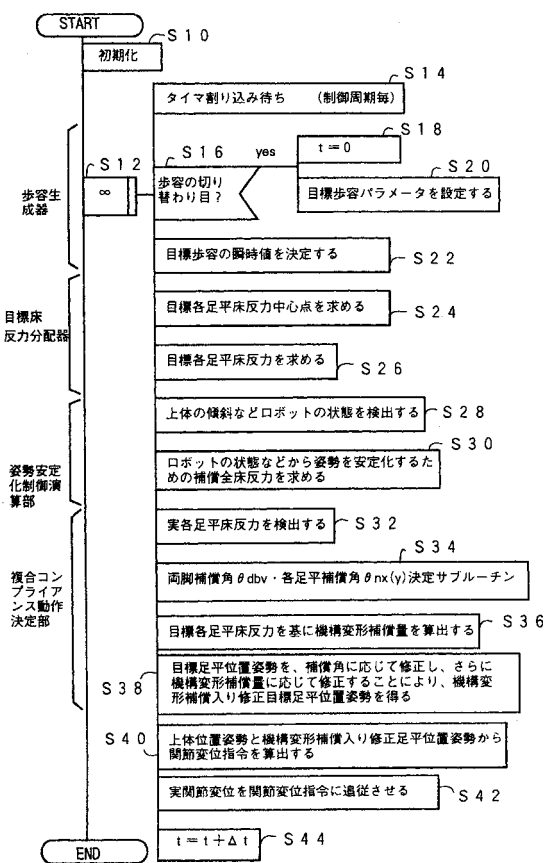 START
S10
初期化
S14
タイマ割り込み待ち (制御周期毎)
S18
t = 0
yes
S16
S12
∞
歩容の切り
替わり目?
S20
目標歩容パラメータを設定する
歩容生
成器
目標歩容の瞬時値を決定する
S22
目標床
反力分配器
目標各足平床反力中心点を求める
S24
目標各足平床反力を求める
S26
上体の傾斜などロボットの状態を検出する
S28
S30
姿勢安定
化制御演
算部
ロボットの状態などから姿勢を安定化するた
めの補償全床反力を求める
実各足平床反力を検出する
S32
S34
複合コン
プライア
ンス動作
決定部
両脚補償角θdbv・各足平補償角θnx(y)決定サブルーチン
S36
目標各足平床反力を基に機構変形補償量を算出する
S38
目標足平位置姿勢を、補償角に応じて修正し、さらに
機構変形補償量に応じて修正することにより、機構変
形補償入り修正目標足平位置姿勢を得る
S40
上体位置姿勢と機構変形補償入り修正足平位置姿勢から
関節変位指令を算出する
実関節変位を関節変位指令に追従させる
S42
t = t + Δt
S44
END